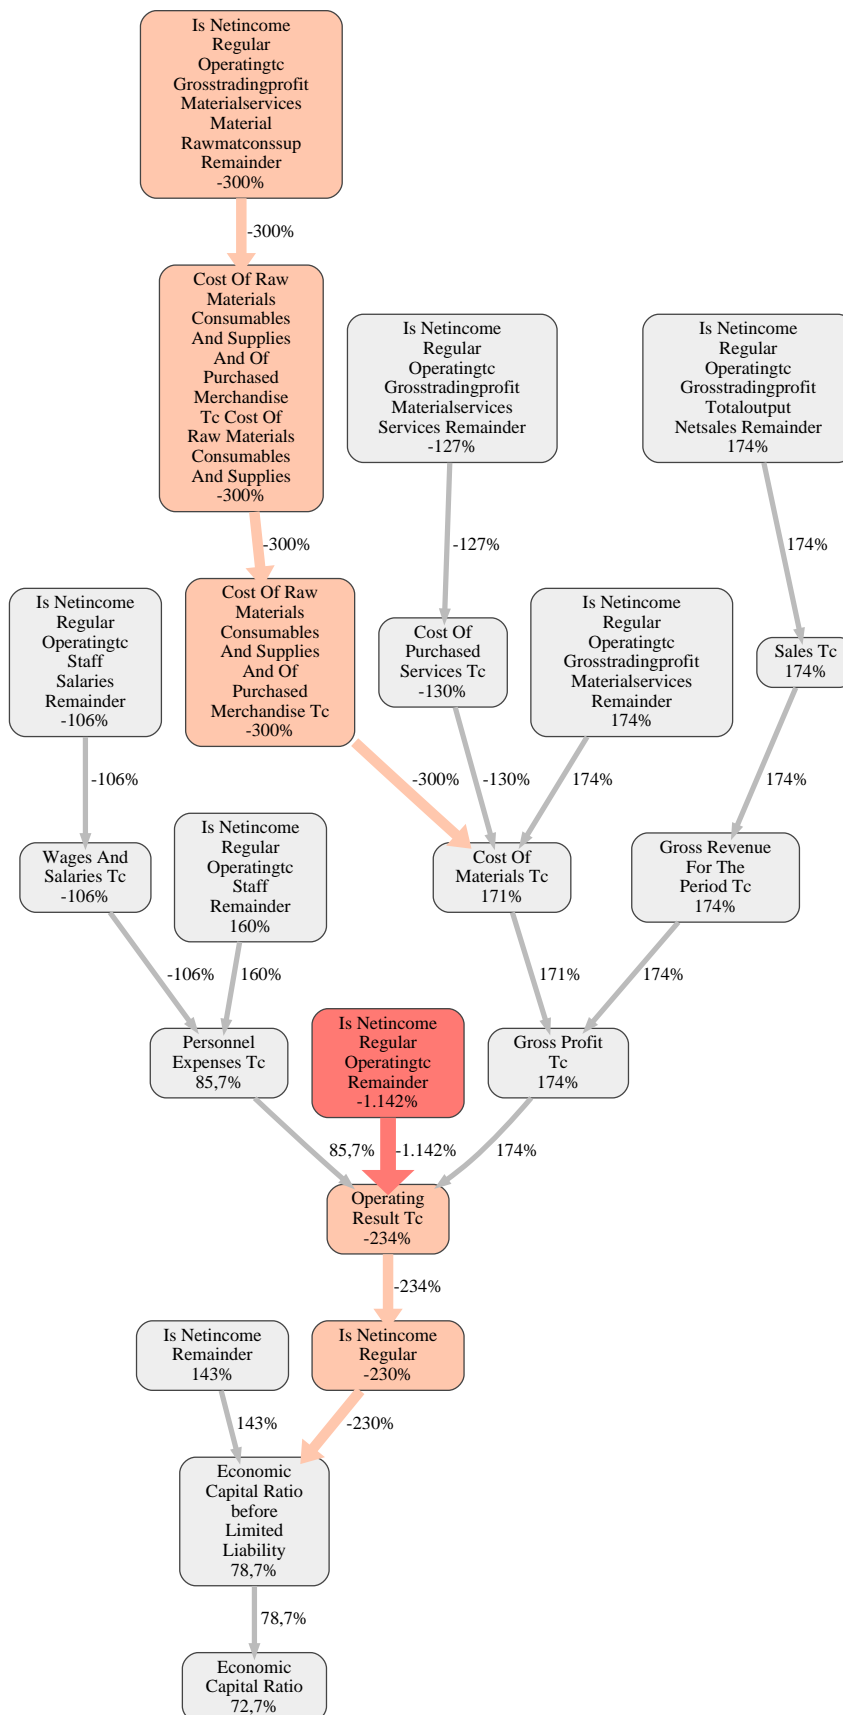 Is Netincome
Regular
Operatingtc
Grosstradingprofit
Materialservices
Material
Rawmatconssup
Remainder
-300%
-300%
Cost Of Raw
Materials
Consumables
And Supplies
And Of
Purchased
Merchandise
Tc Cost Of
Raw Materials
Consumables
And Supplies
-300%
Is Netincome
Regular
Operatingtc
Grosstradingprofit
Materialservices
Services Remainder
-127%
Is Netincome
Regular
Operatingtc
Grosstradingprofit
Totaloutput
Netsales Remainder
174%
-300%
-127%
174%
Is Netincome
Regular
Operatingtc
Staff
Salaries
Remainder
-106%
Cost Of Raw
Materials
Consumables
And Supplies
And Of
Purchased
Merchandise Tc
-300%
Cost Of
Purchased
Services Tc
-130%
Is Netincome
Regular
Operatingtc
Grosstradingprofit
Materialservices
Remainder
174%
Sales Tc
174%
-106%
-300%
-130%
174%
174%
Wages And
Salaries Tc
-106%
Is Netincome
Regular
Operatingtc
Staff
Remainder
160%
Cost Of
Materials Tc
171%
Gross Revenue
For The
Period Tc
174%
-106%
160%
171%
174%
Personnel
Expenses Tc
85,7%
Is Netincome
Regular
Operatingtc
Remainder
-1.142%
Gross Profit
Tc
174%
85,7%
-1.142%
174%
Operating
Result Tc
-234%
-234%
Is Netincome
Remainder
143%
Is Netincome
Regular
-230%
143%
-230%
Economic
Capital Ratio
before
Limited
Liability
78,7%
78,7%
Economic
Capital Ratio
72,7%